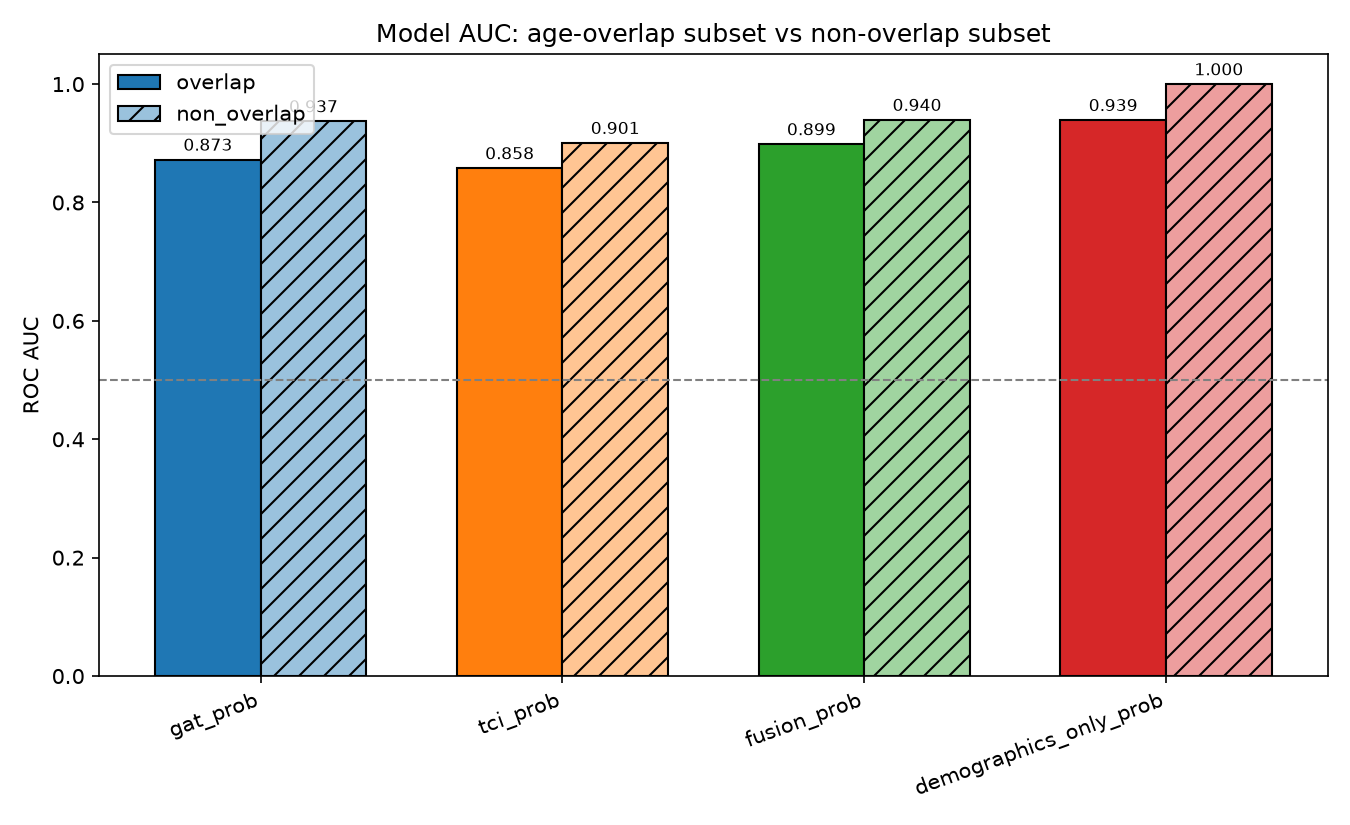 Model AUC: age-overlap subset vs non-overlap subset
overlap
non_overlap
1.0
0.8
0.6
0.4
0.2
0.0
ROC AUC
0.873
0.937
0.858
0.901
0.899
0.940
0.939
1.000
gat_prob
tci_prob
fusion_prob
demographics_only_prob